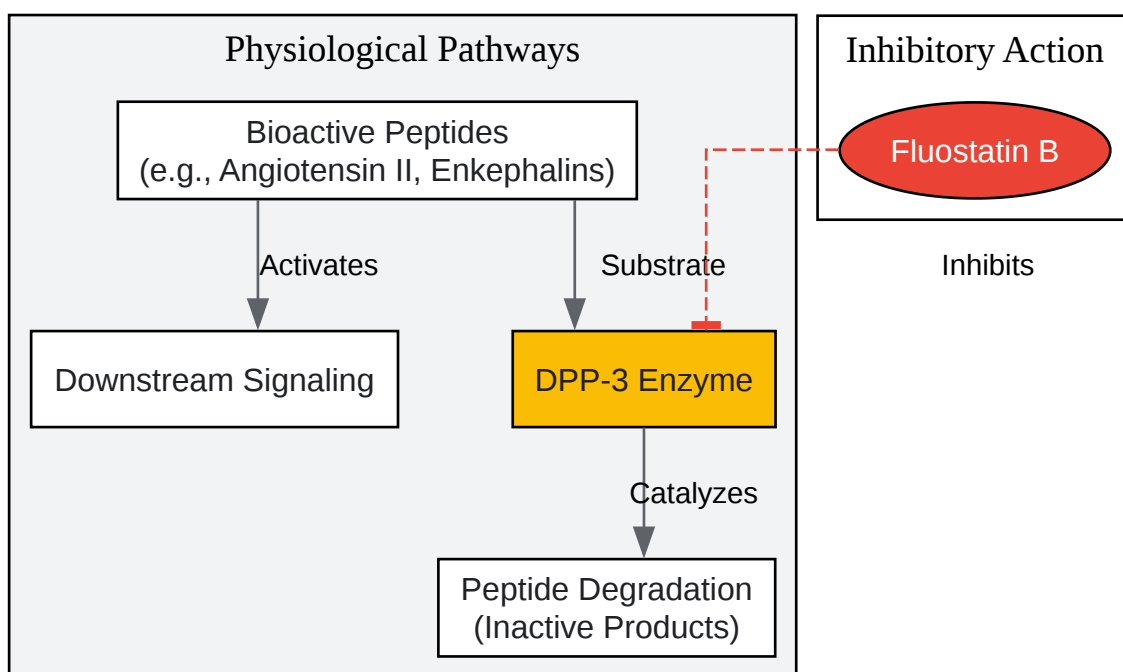 Physiological Pathways
Inhibitory Action
Bioactive Peptides
(e.g., Angiotensin II, Enkephalins)
Fluostatin B
Activates
Substrate
Inhibits
Downstream Signaling
DPP-3 Enzyme
Catalyzes
Peptide Degradation
(Inactive Products)